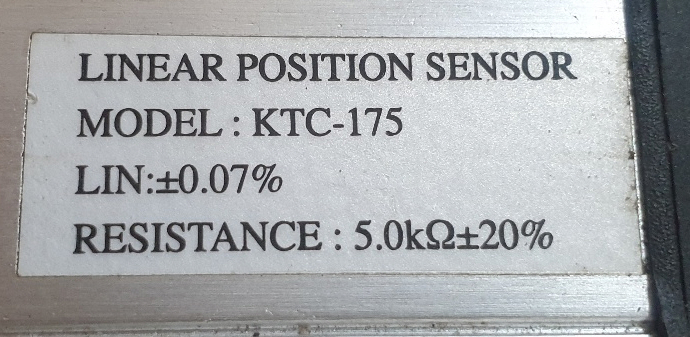 LINEAR POSITION SENSOR
MODEL : KTC-175
LIN:±0.07%
RESISTANCE : 5.0kΩ±20%